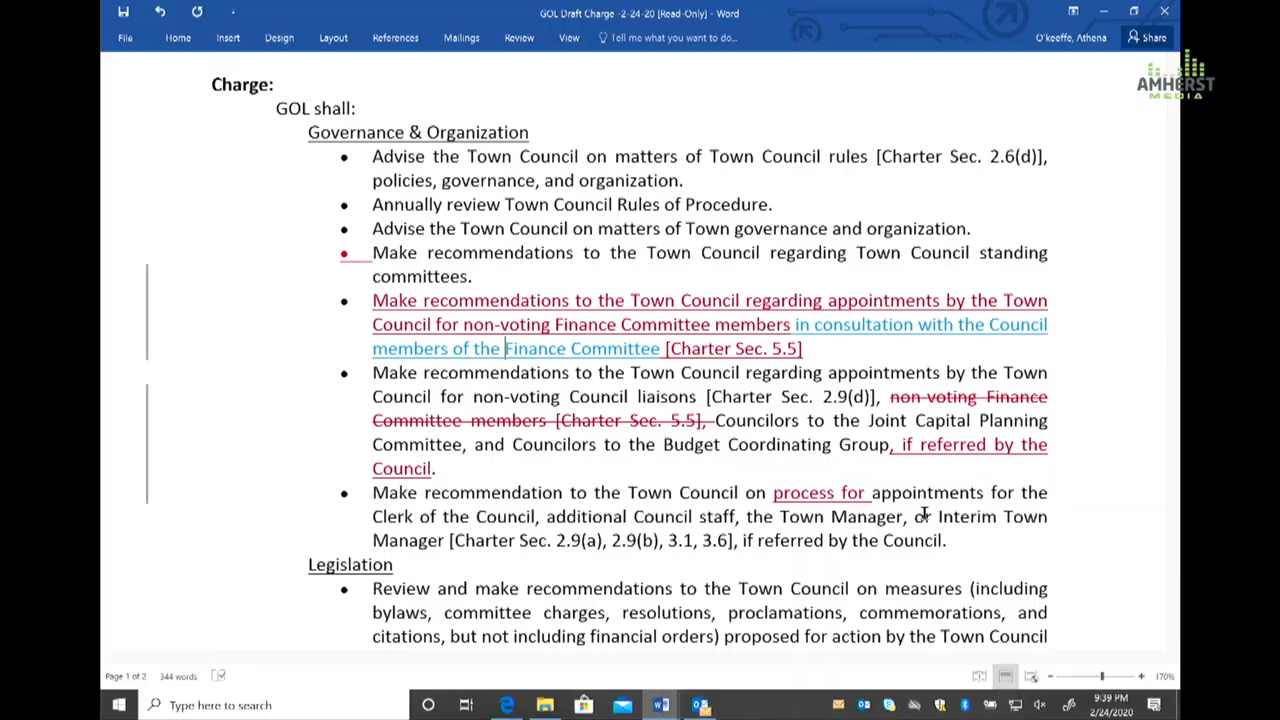 GOL Draft Charge -2-24-20 [Read-Only] - Word
File Home Insert Design Layout References Mailings Review View Tell me what you want to do... O'keeffe, Athena Share
AMHERST
MEDIA
Charge:
GOL shall:
Governance & Organization
• Advise the Town Council on matters of Town Council rules [Charter Sec. 2.6(d)],
policies, governance, and organization.
• Annually review Town Council Rules of Procedure.
• Advise the Town Council on matters of Town governance and organization.
• Make recommendations to the Town Council regarding Town Council standing
committees.
• Make recommendations to the Town Council regarding appointments by the Town
Council for non-voting Finance Committee members in consultation with the Council
members of the Finance Committee [Charter Sec. 5.5]
• Make recommendations to the Town Council regarding appointments by the Town
Council for non-voting Council liaisons [Charter Sec. 2.9(d)], non-voting Finance
Committee members [Charter Sec. 5.5], Councilors to the Joint Capital Planning
Committee, and Councilors to the Budget Coordinating Group, if referred by the
Council.
• Make recommendation to the Town Council on process for appointments for the
Clerk of the Council, additional Council staff, the Town Manager, or Interim Town
Manager [Charter Sec. 2.9(a), 2.9(b), 3.1, 3.6], if referred by the Council.
Legislation
• Review and make recommendations to the Town Council on measures (including
bylaws, committee charges, resolutions, proclamations, commemorations, and
citations, but not including financial orders) proposed for action by the Town Council
Page 1 of 2 344 words 170%
Type here to search 9:39 PM
2/24/2020